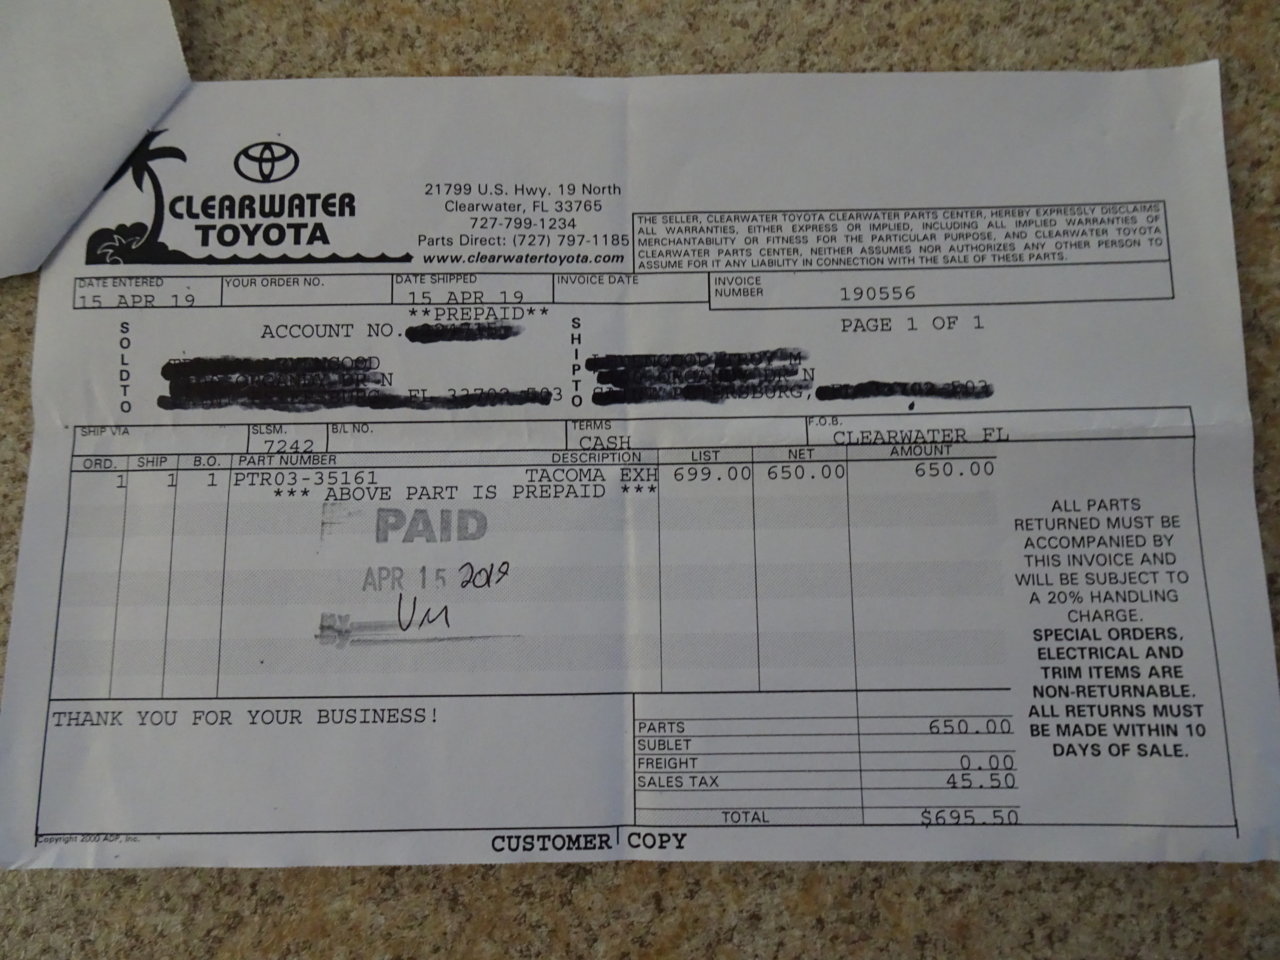 CLEARWATER
TOYOTA
21799 U.S. Hwy. 19 North
Clearwater, FL 33765
727-799-1234
Parts Direct: (727) 797-1185
www.clearwatertoyota.com
THE SELLER, CLEARWATER TOYOTA CLEARWATER PARTS CENTER, HEREBY EXPRESSLY DISCLAIMS
ALL WARRANTIES, EITHER EXPRESS OR IMPLIED, INCLUDING ALL IMPLIED WARRANTIES OF
MERCHANTABILITY OR FITNESS FOR THE PARTICULAR PURPOSE, AND CLEARWATER TOYOTA
CLEARWATER PARTS CENTER, NEITHER ASSUMES NOR AUTHORIZES ANY OTHER PERSON TO
ASSUME FOR IT ANY LIABILITY IN CONNECTION WITH THE SALE OF THESE PARTS.
DATE ENTERED YOUR ORDER NO. DATE SHIPPED INVOICE DATE INVOICE NUMBER
15 APR 19 15 APR 19 190556
**PREPAID**
ACCOUNT NO. PAGE 1 OF 1
SOLD TO
SHIP TO
SHIP VIA SLSM. B/L NO. TERMS F.O.B.
7242 CASH CLEARWATER FL
ORD. SHIP B.O. PART NUMBER DESCRIPTION LIST NET AMOUNT
1 1 1 PTR03-35161 TACOMA EXH 699.00 650.00 650.00
*** ABOVE PART IS PREPAID ***
PAID
APR 15 2019
By
ALL PARTS
RETURNED MUST BE
ACCOMPANIED BY
THIS INVOICE AND
WILL BE SUBJECT TO
A 20% HANDLING
CHARGE.
SPECIAL ORDERS,
ELECTRICAL AND
TRIM ITEMS ARE
NON-RETURNABLE.
ALL RETURNS MUST
BE MADE WITHIN 10
DAYS OF SALE.
THANK YOU FOR YOUR BUSINESS!
PARTS 650.00
SUBLET
FREIGHT 0.00
SALES TAX 45.50
TOTAL $695.50
Copyright 2000 ADP, Inc.
CUSTOMER COPY